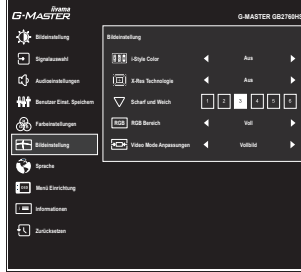 iiyama
G-MASTER
G-MASTER GB2760HS
Bildeinstellung
Signalauswahl
Audioeinstellungen
Benutzer Einst. Speichern
Farbeinstellungen
Bildeinstellung
Sprache
Menü Einrichtung
Informationen
Zurücksetzen
Bildeinstellung
i-Style Color Aus
X-Res Technologie Aus
Scharf und Weich 1 2 3 4 5 6
RGB RGB Bereich Voll
Video Mode Anpassungen Vollbild